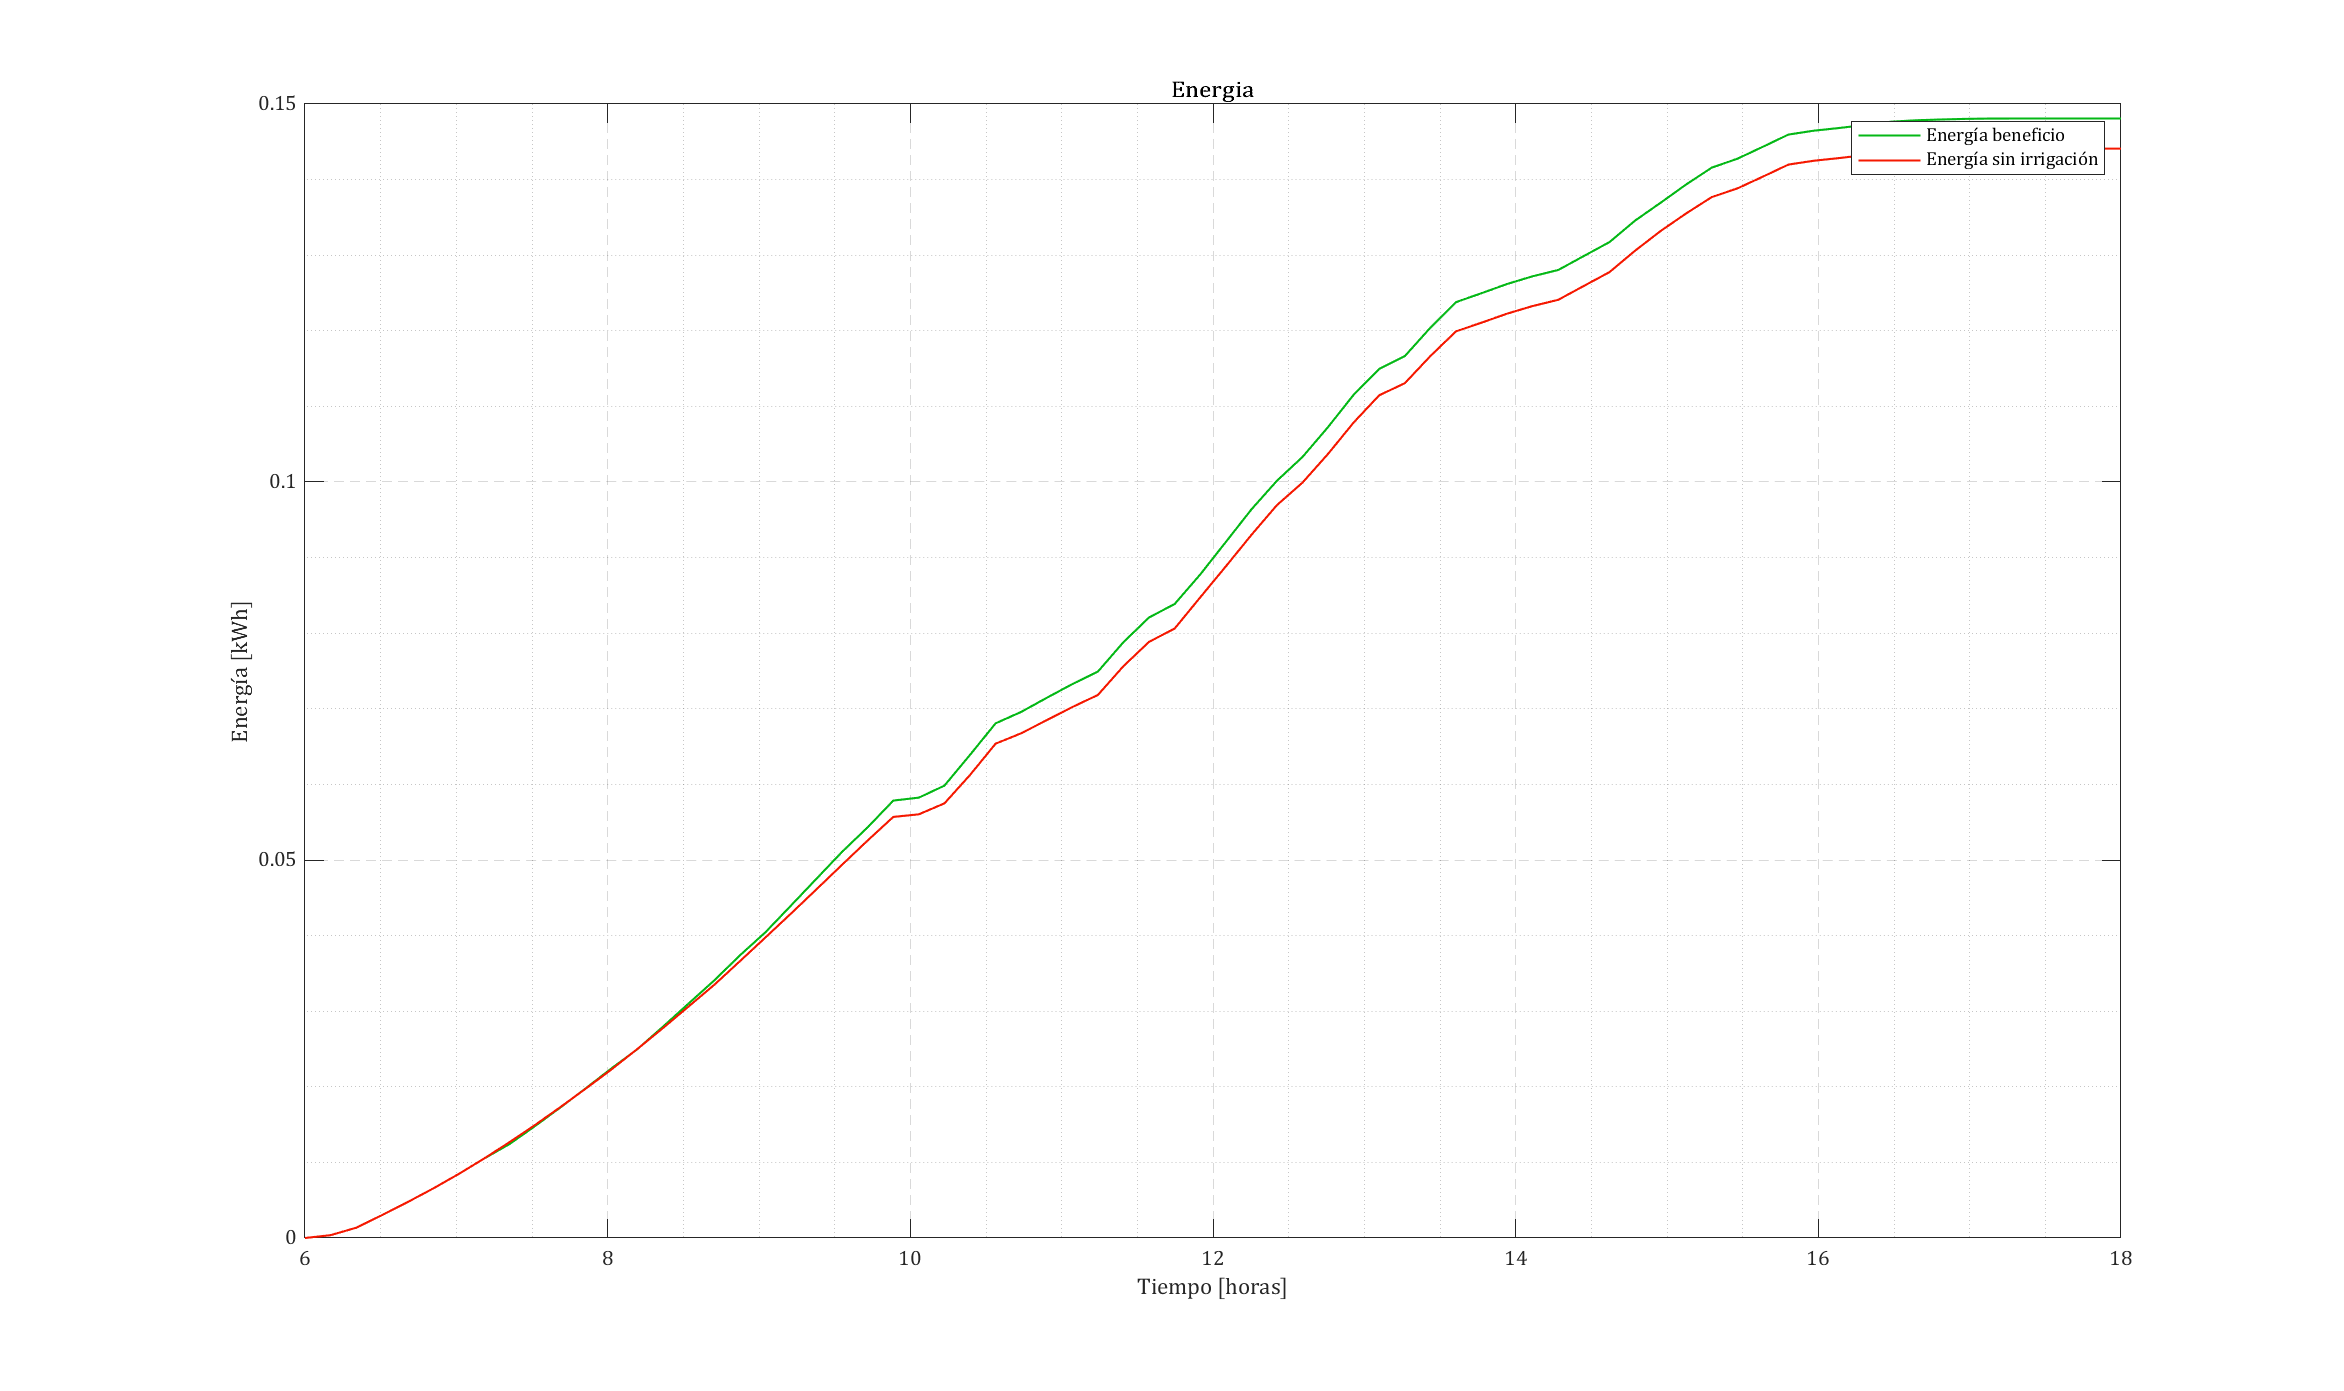 Energia
0.15
0.1
0.05
0
Energía [kWh]
Energía beneficio
Energía sin irrigación
6 8 10 12 14 16 18
Tiempo [horas]